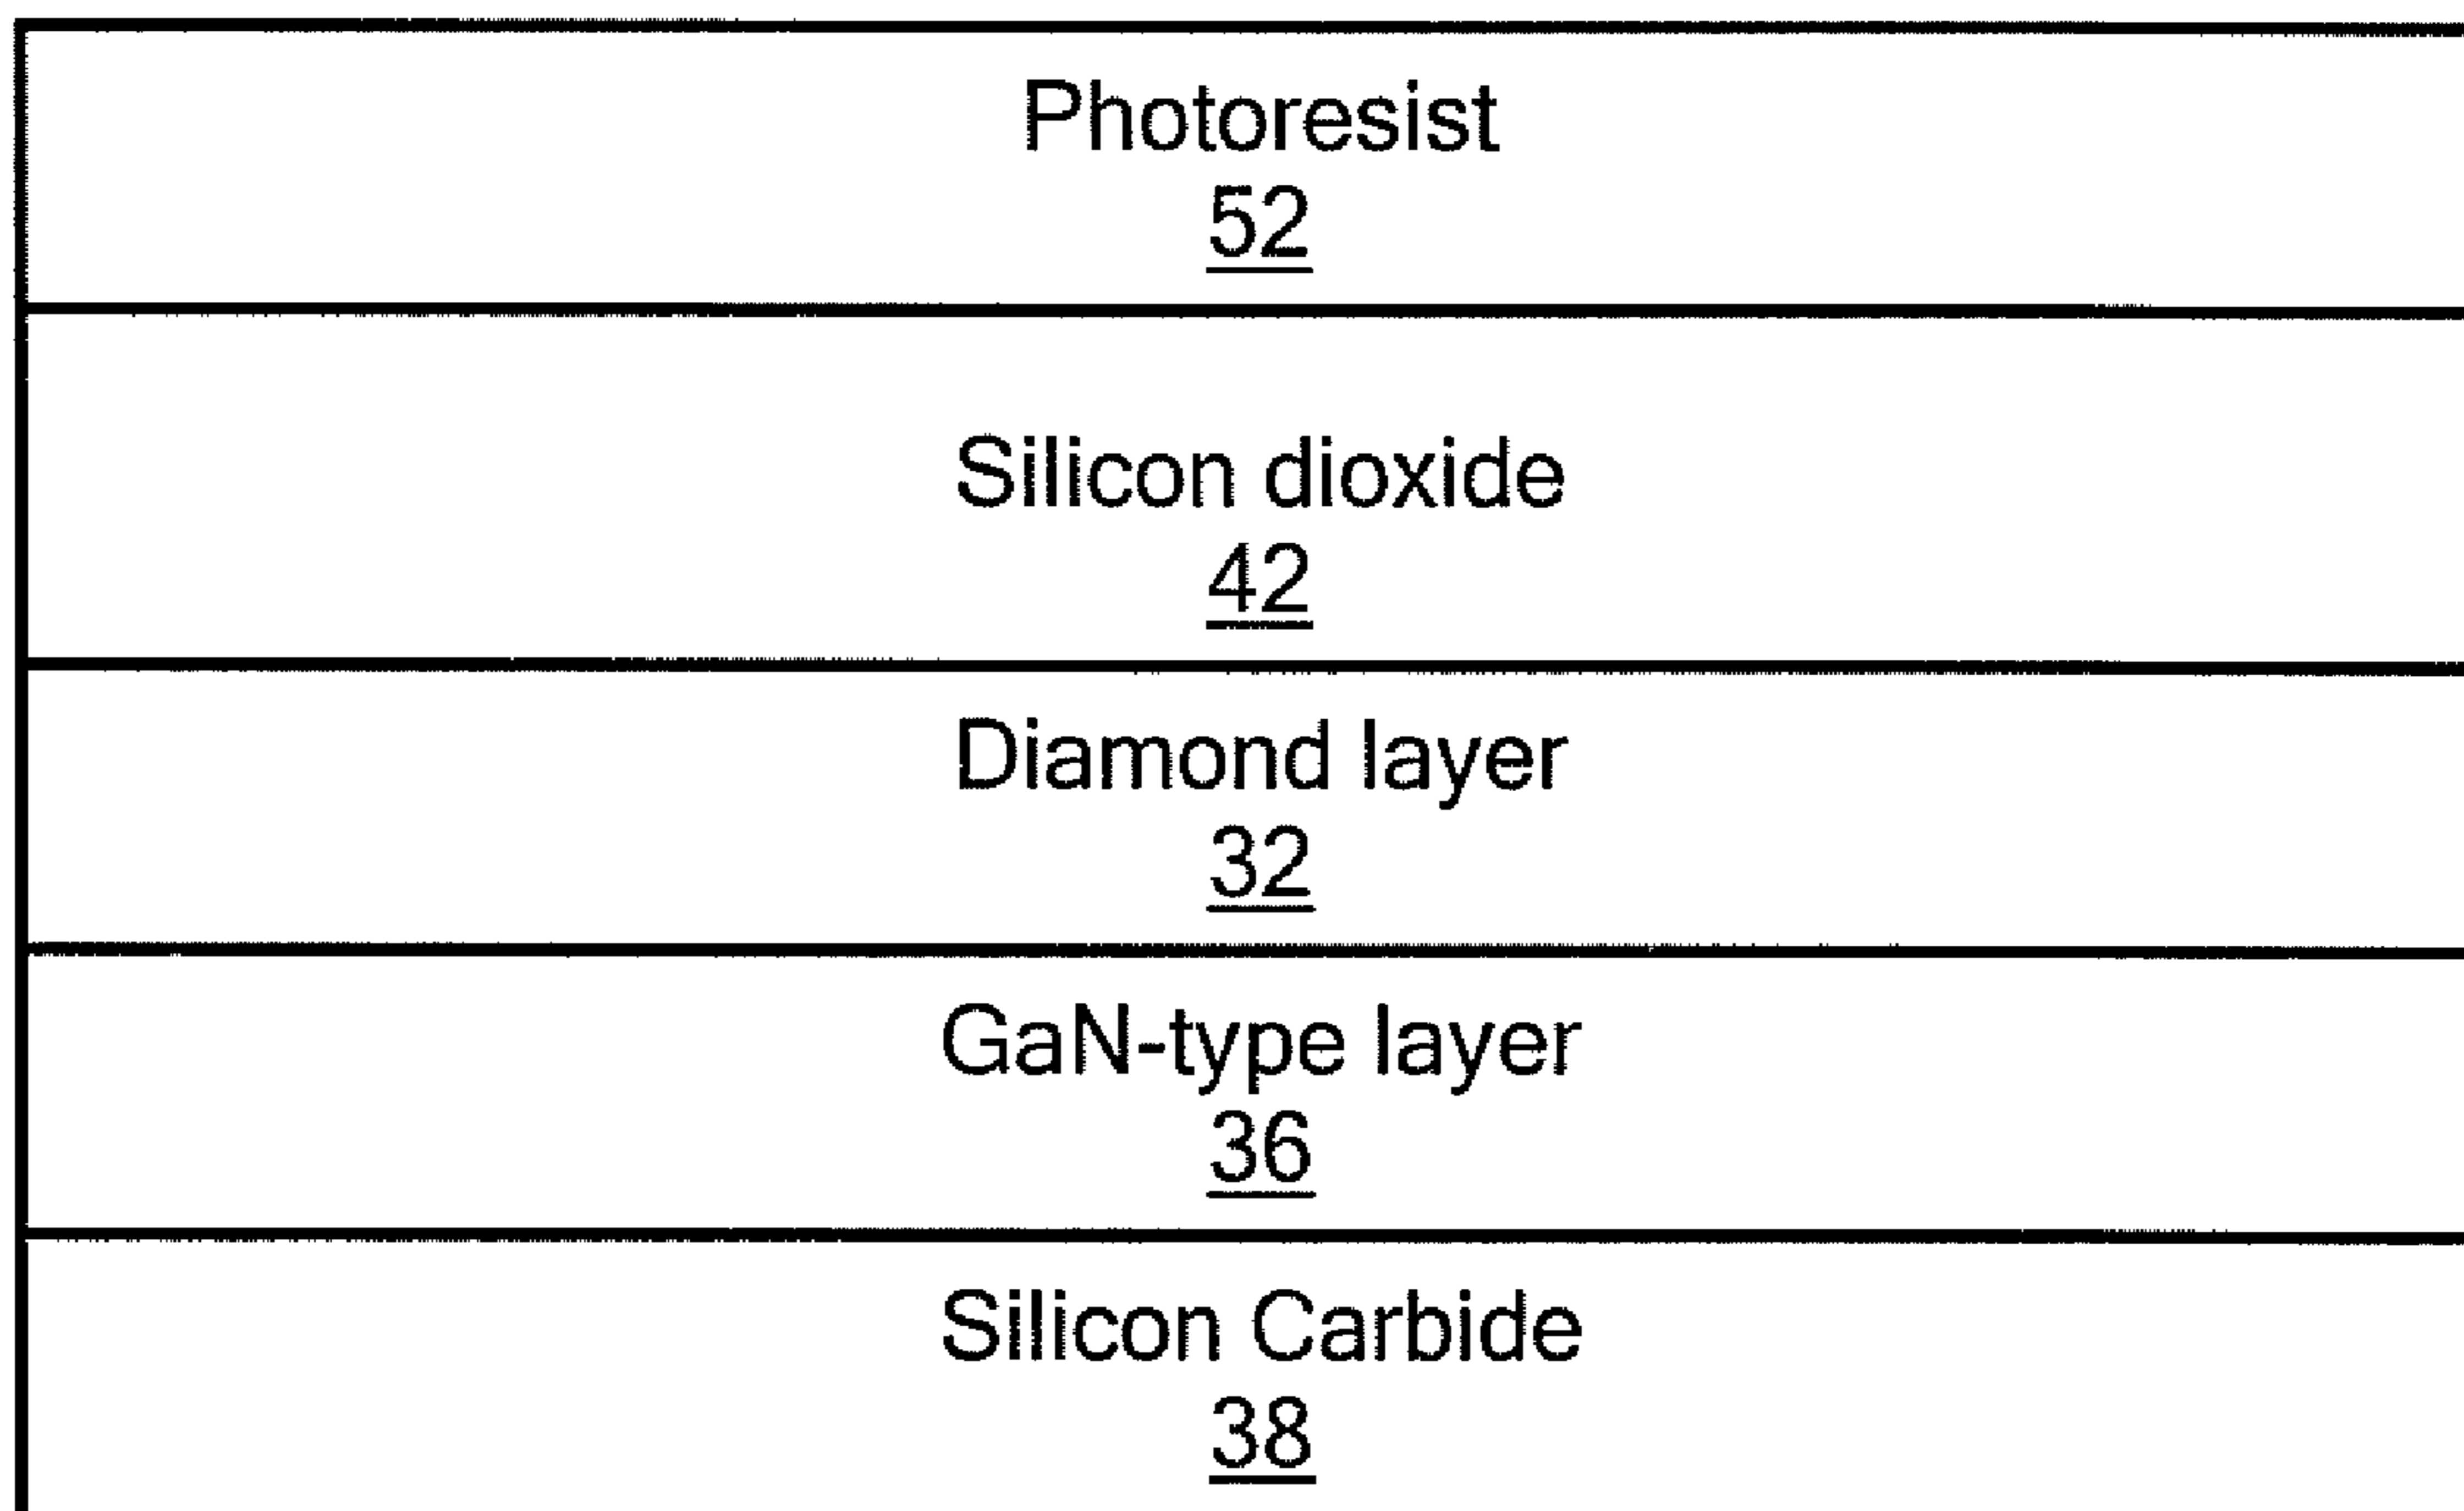 Photoresist
52
Silicon dioxide
42
Diamond layer
32
GaN-type layer
36
Silicon Carbide
38